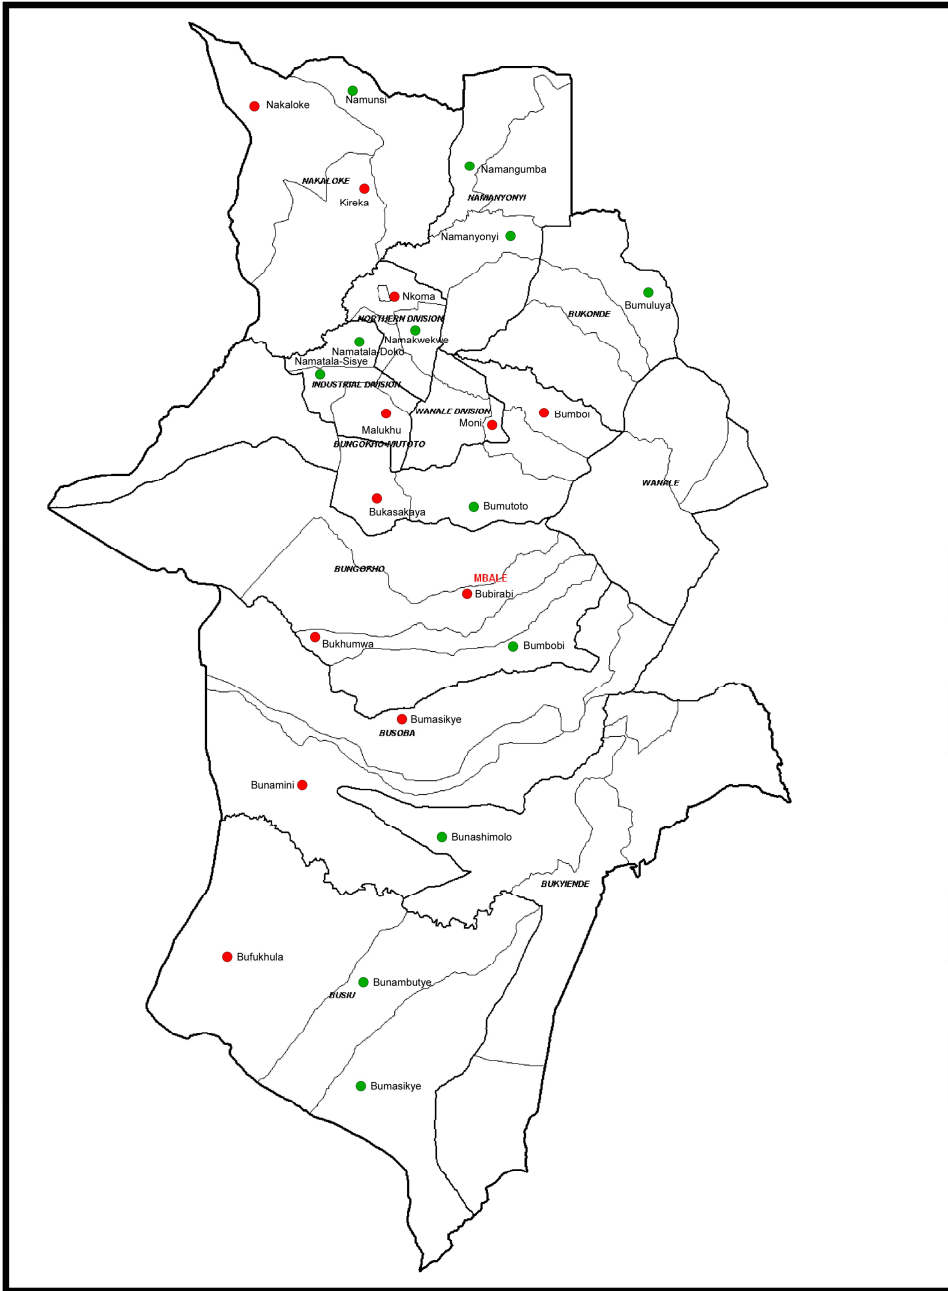 Namunsi
Nakaloke
Namangumba
NAKALOKE
Kireka
NAMANYONYI
Namanyonyi
Nkoma
Bumuluya
BUKONDE
NORTHERN DIVISION
Namakwekwe
Namatala-Doko
Namatala-Sisye
INDUSTRIAL DIVISION
WANALE DIVISION
Bumboi
Moni
Malukhu
BUNGOKHO-MUTOTO
WANALE
Bukasakaya
Bumutoto
BUNGOKHO
MBALE
Bubirabi
Bukhumwa
Bumbobi
Bumasikye
BUSOBA
Bunamini
Bunashimolo
BUKYIENDE
Bufukhula
Bunambutye
BUSIU
Bumasikye